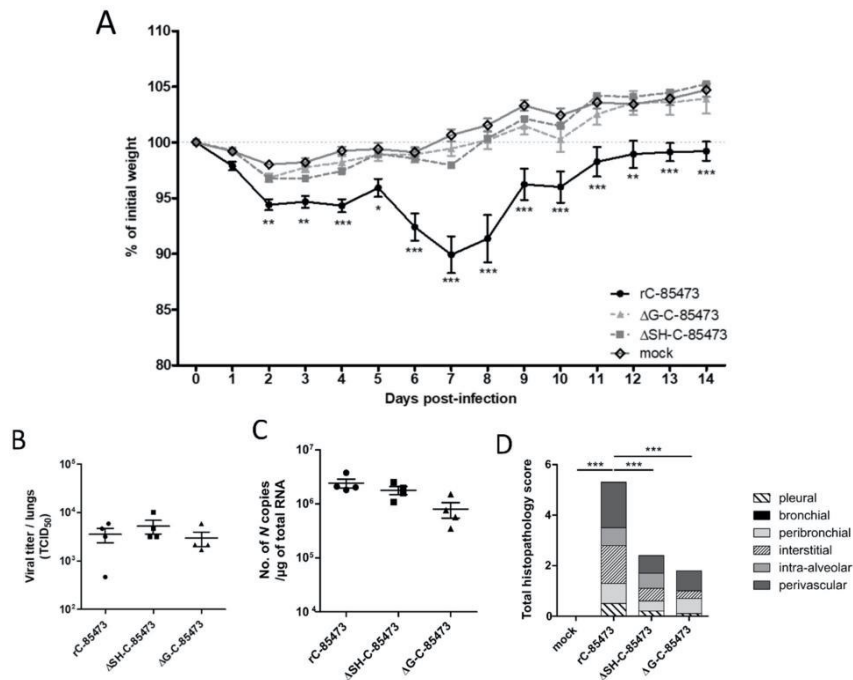 A
110
105
100
95
90
85
80
% of initial weight
** ** *** * *** *** *** *** *** *** ** *** ***
rC-85473
ΔG-C-85473
ΔSH-C-85473
mock
0 1 2 3 4 5 6 7 8 9 10 11 12 13 14
Days post-infection
B
Viral titer / lungs
(TCID50)
10⁵
10⁴
10³
10²
rC-85473
ΔSH-C-85473
ΔG-C-85473
C
No. of N copies
/µg of total RNA
10⁷
10⁶
10⁵
10⁴
rC-85473
ΔSH-C-85473
ΔG-C-85473
D
Total histopathology score
6
4
2
0
***
*** ***
mock
rC-85473
ΔSH-C-85473
ΔG-C-85473
pleural
bronchial
peribronchial
interstitial
intra-alveolar
perivascular